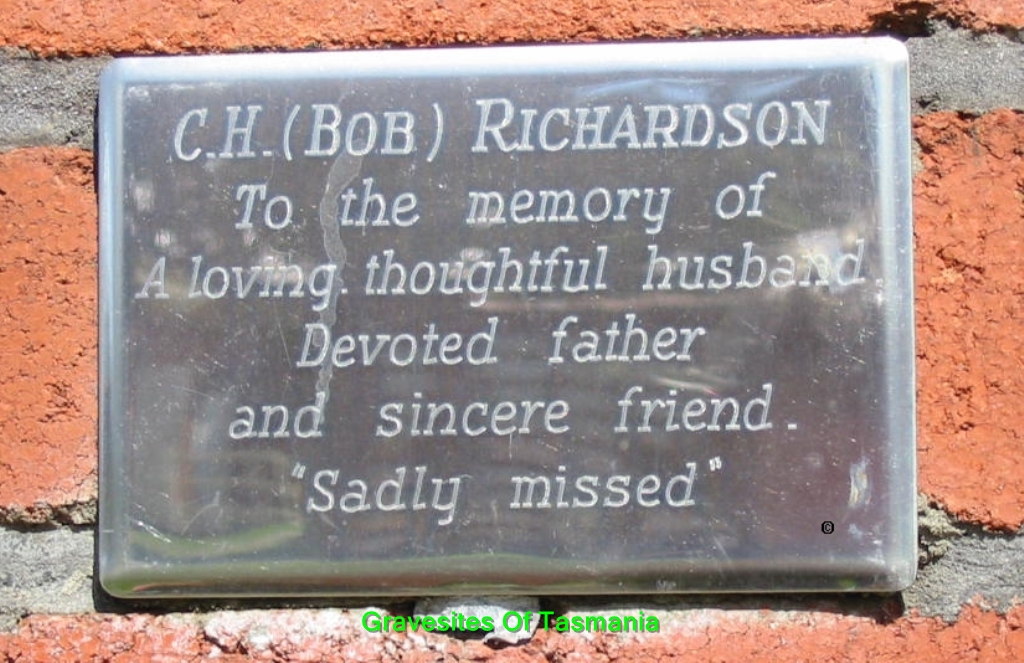 C.H. (BOB) RICHARDSON
To the memory of
A loving thoughtful husband.
Devoted father
and sincere friend.
"Sadly missed"
©
Gravesites Of Tasmania